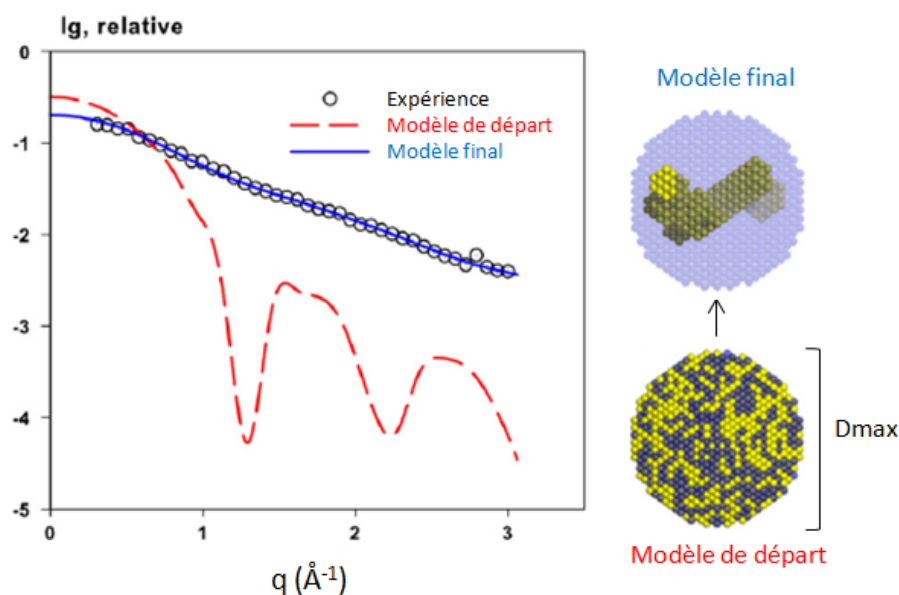 lg, relative
0
-1
-2
-3
-4
-5
0
1
2
3
q (Å⁻¹)
Expérience
Modèle de départ
Modèle final
Modèle final
Dmax
Modèle de départ